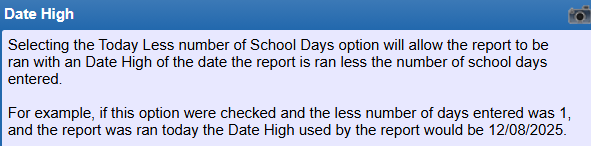 Date High
Selecting the Today Less number of School Days option will allow the report to be
ran with an Date High of the date the report is ran less the number of school days
entered.
For example, if this option were checked and the less number of days entered was 1,
and the report was ran today the Date High used by the report would be 12/08/2025.